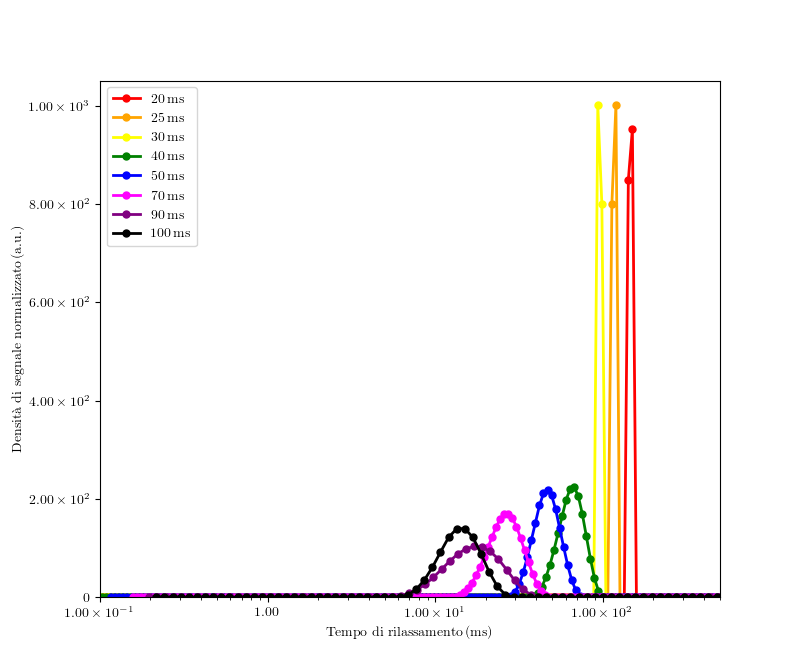 20 ms
25 ms
30 ms
40 ms
50 ms
70 ms
90 ms
100 ms
1.00 × 10³
8.00 × 10²
6.00 × 10²
4.00 × 10²
2.00 × 10²
0
Densità di segnale normalizzato (a.u.)
1.00 × 10⁻¹
1.00
1.00 × 10¹
1.00 × 10²
Tempo di rilassamento (ms)